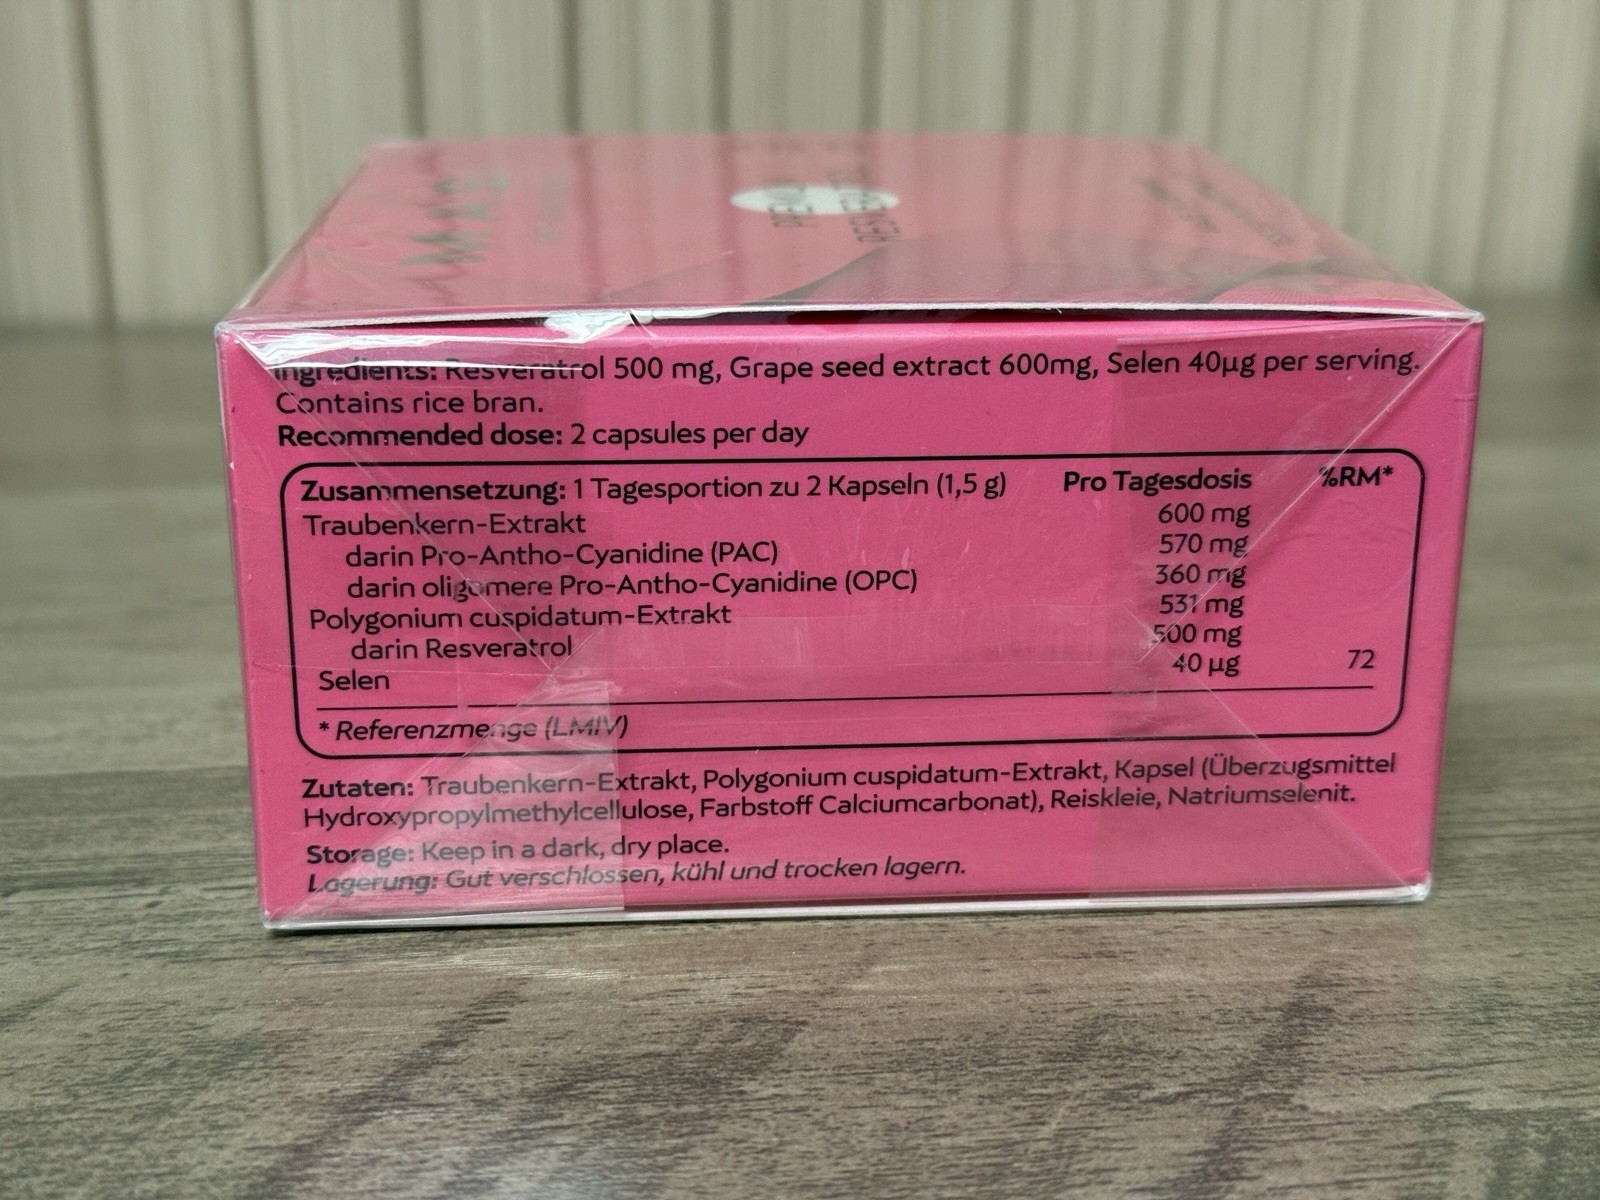 Ingredients: Resveratrol 500 mg, Grape seed extract 600mg, Selen 40µg per serving.
Contains rice bran.
Recommended dose: 2 capsules per day
Zusammensetzung: 1 Tagesportion zu 2 Kapseln (1,5 g) Pro Tagesdosis %RM*
Traubenkern-Extrakt 600 mg
darin Pro-Antho-Cyanidine (PAC) 570 mg
darin oligomere Pro-Antho-Cyanidine (OPC) 360 mg
Polygonium cuspidatum-Extrakt 531 mg
darin Resveratrol 500 mg
Selen 40 µg 72
* Referenzmenge (LMIV)
Zutaten: Traubenkern-Extrakt, Polygonium cuspidatum-Extrakt, Kapsel (Überzugsmittel
Hydroxypropylmethylcellulose, Farbstoff Calciumcarbonat), Reiskleie, Natriumselenit.
Storage: Keep in a dark, dry place.
Lagerung: Gut verschlossen, kühl und trocken lagern.